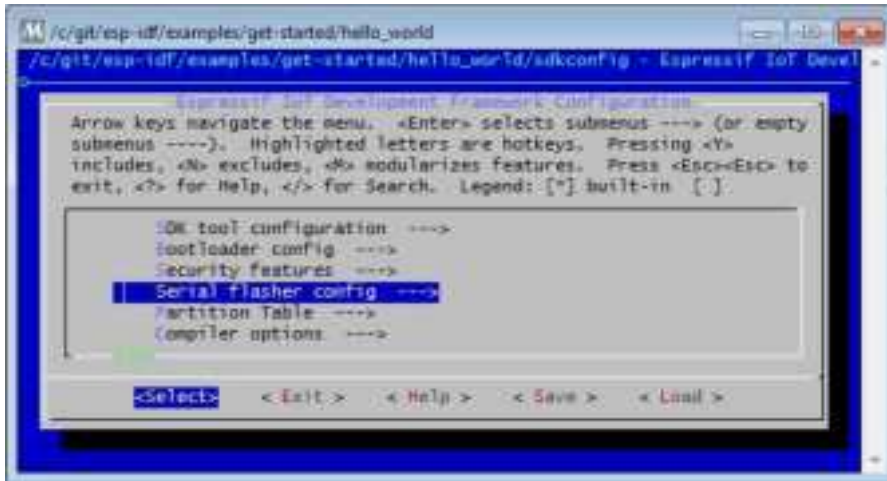 /c/git/esp-idf/examples/get-started/hello_world
/c/git/esp-idf/examples/get-started/hello_world/sdkconfig - Espressif IoT Devel
Espressif IoT Development Framework Configuration
Arrow keys navigate the menu. <Enter> selects submenus ---> (or empty
submenus ----). Highlighted letters are hotkeys. Pressing <Y>
includes, <N> excludes, <M> modularizes features. Press <Esc><Esc> to
exit, <?> for Help, </> for Search. Legend: [*] built-in [ ]
SDK tool configuration --->
Bootloader config --->
Security features --->
Serial flasher config --->
Partition Table --->
Compiler options --->
<Select> < Exit > < Help > < Save > < Load >